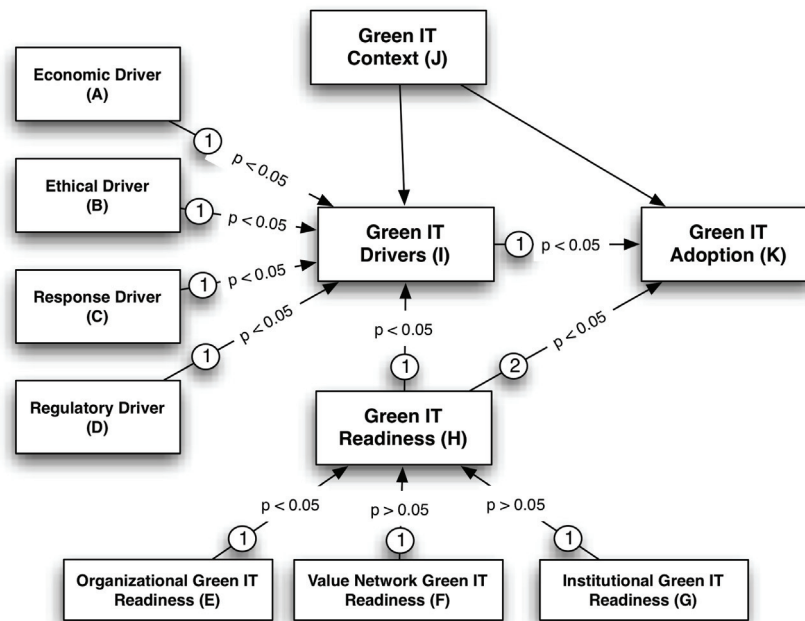 Green IT
Context (J)
Economic Driver
(A)
1
p < 0.05
Ethical Driver
(B)
1
p < 0.05
Green IT
Drivers (I)
1
p < 0.05
Green IT
Adoption (K)
Response Driver
(C)
1
p < 0.05
Regulatory Driver
(D)
1
p < 0.05
p < 0.05
1
2
p < 0.05
Green IT
Readiness (H)
p < 0.05
1
p > 0.05
1
p > 0.05
1
Organizational Green IT
Readiness (E)
Value Network Green IT
Readiness (F)
Institutional Green IT
Readiness (G)